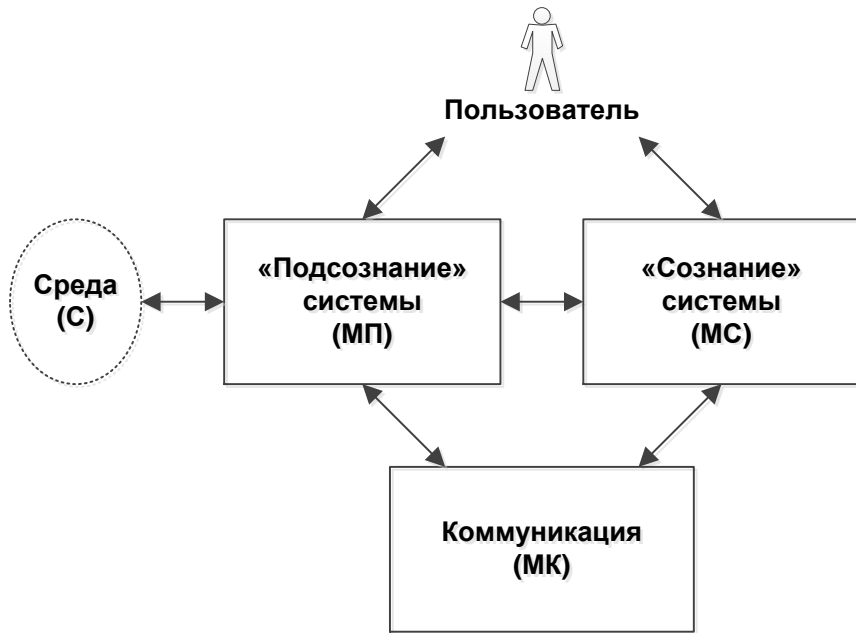 Пользователь
Среда
(С)
«Подсознание»
системы
(МП)
«Сознание»
системы
(МС)
Коммуникация
(МК)